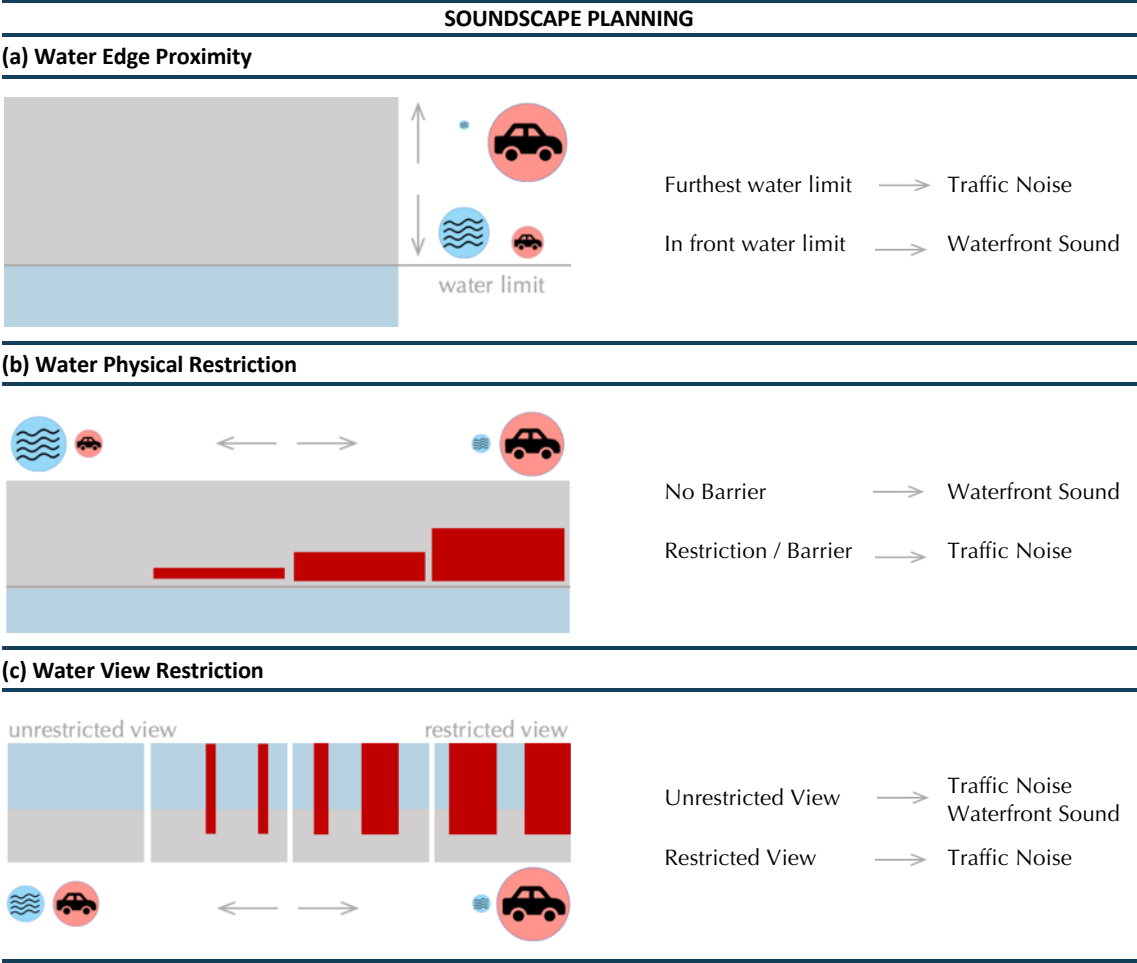 SOUNDSCAPE PLANNING
(a) Water Edge Proximity
Furthest water limit
Traffic Noise
In front water limit
Waterfront Sound
water limit
(b) Water Physical Restriction
No Barrier
Waterfront Sound
Restriction / Barrier
Traffic Noise
(c) Water View Restriction
unrestricted view
restricted view
Unrestricted View
Traffic Noise
Waterfront Sound
Restricted View
Traffic Noise